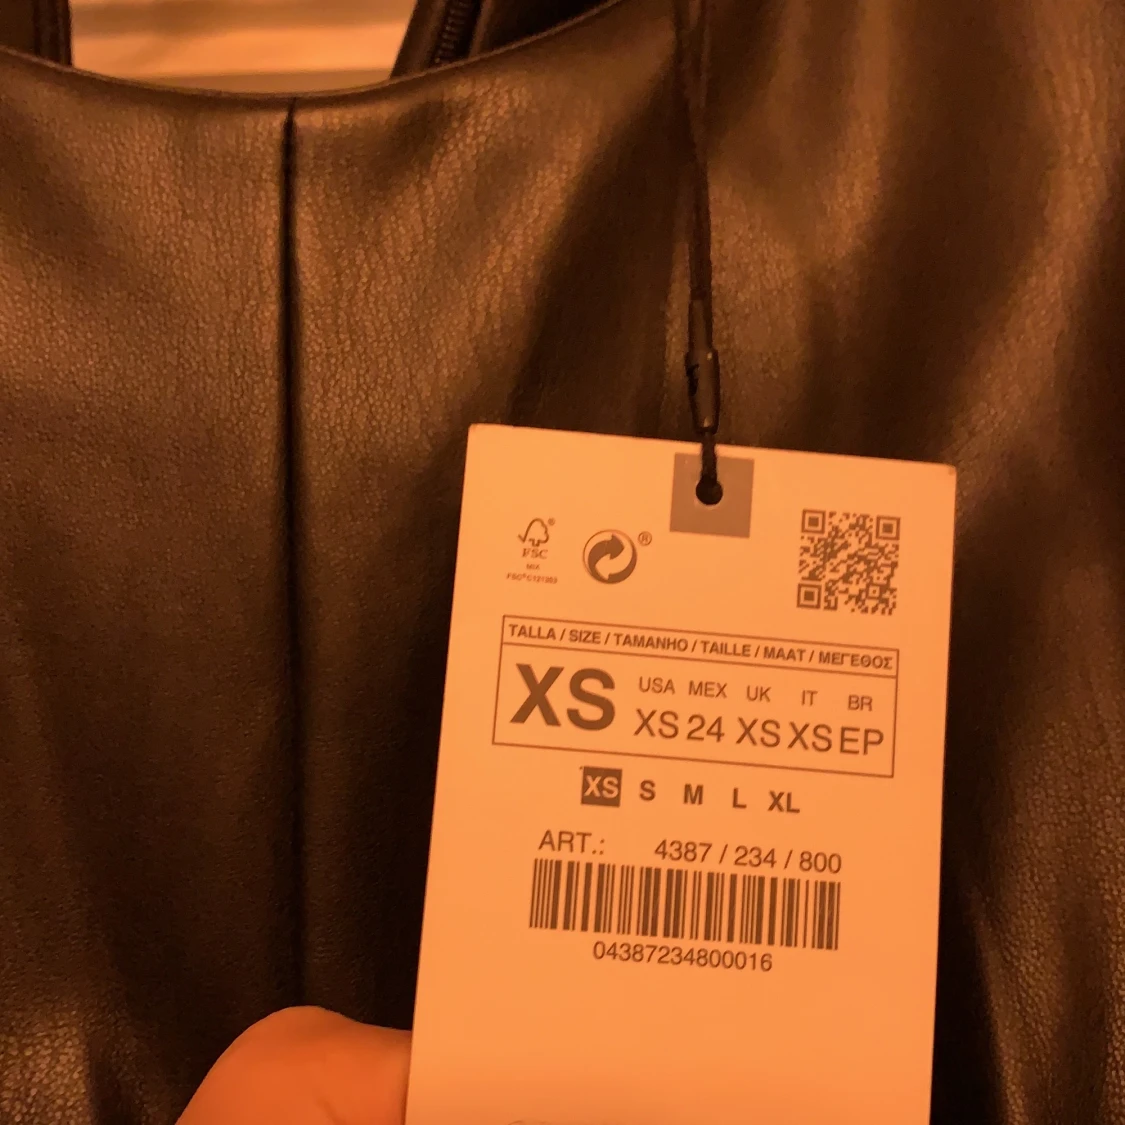 FSC
MIX
®
TALLA / SIZE / TAMANHO / TAILLE / MAAT / ΜΕΓΕΘΟΣ
XS
USA MEX UK IT BR
XS 24 XS XS EP
XS S M L XL
ART.: 4387 / 234 / 800
04387234800016